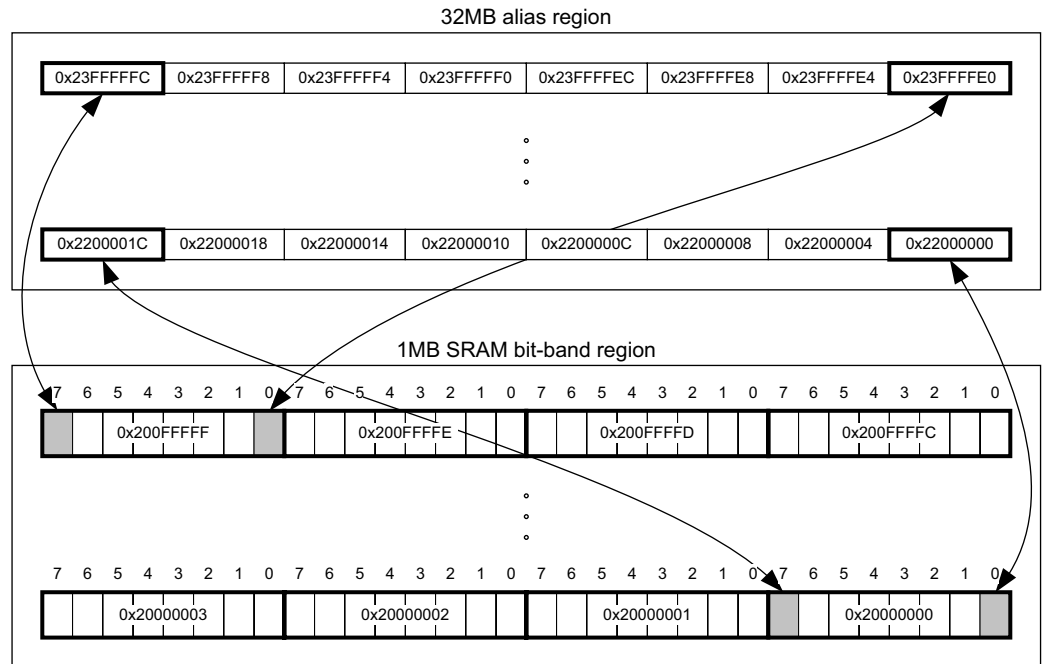 32MB alias region
0x23FFFFFC 0x23FFFFF8 0x23FFFFF4 0x23FFFFF0 0x23FFFFEC 0x23FFFFE8 0x23FFFFE4 0x23FFFFE0
0x2200001C 0x22000018 0x22000014 0x22000010 0x2200000C 0x22000008 0x22000004 0x22000000
1MB SRAM bit-band region
7 6 5 4 3 2 1 0 7 6 5 4 3 2 1 0 7 6 5 4 3 2 1 0 7 6 5 4 3 2 1 0
0x200FFFFF 0x200FFFFE 0x200FFFFD 0x200FFFFC
7 6 5 4 3 2 1 0 7 6 5 4 3 2 1 0 7 6 5 4 3 2 1 0 7 6 5 4 3 2 1 0
0x20000003 0x20000002 0x20000001 0x20000000